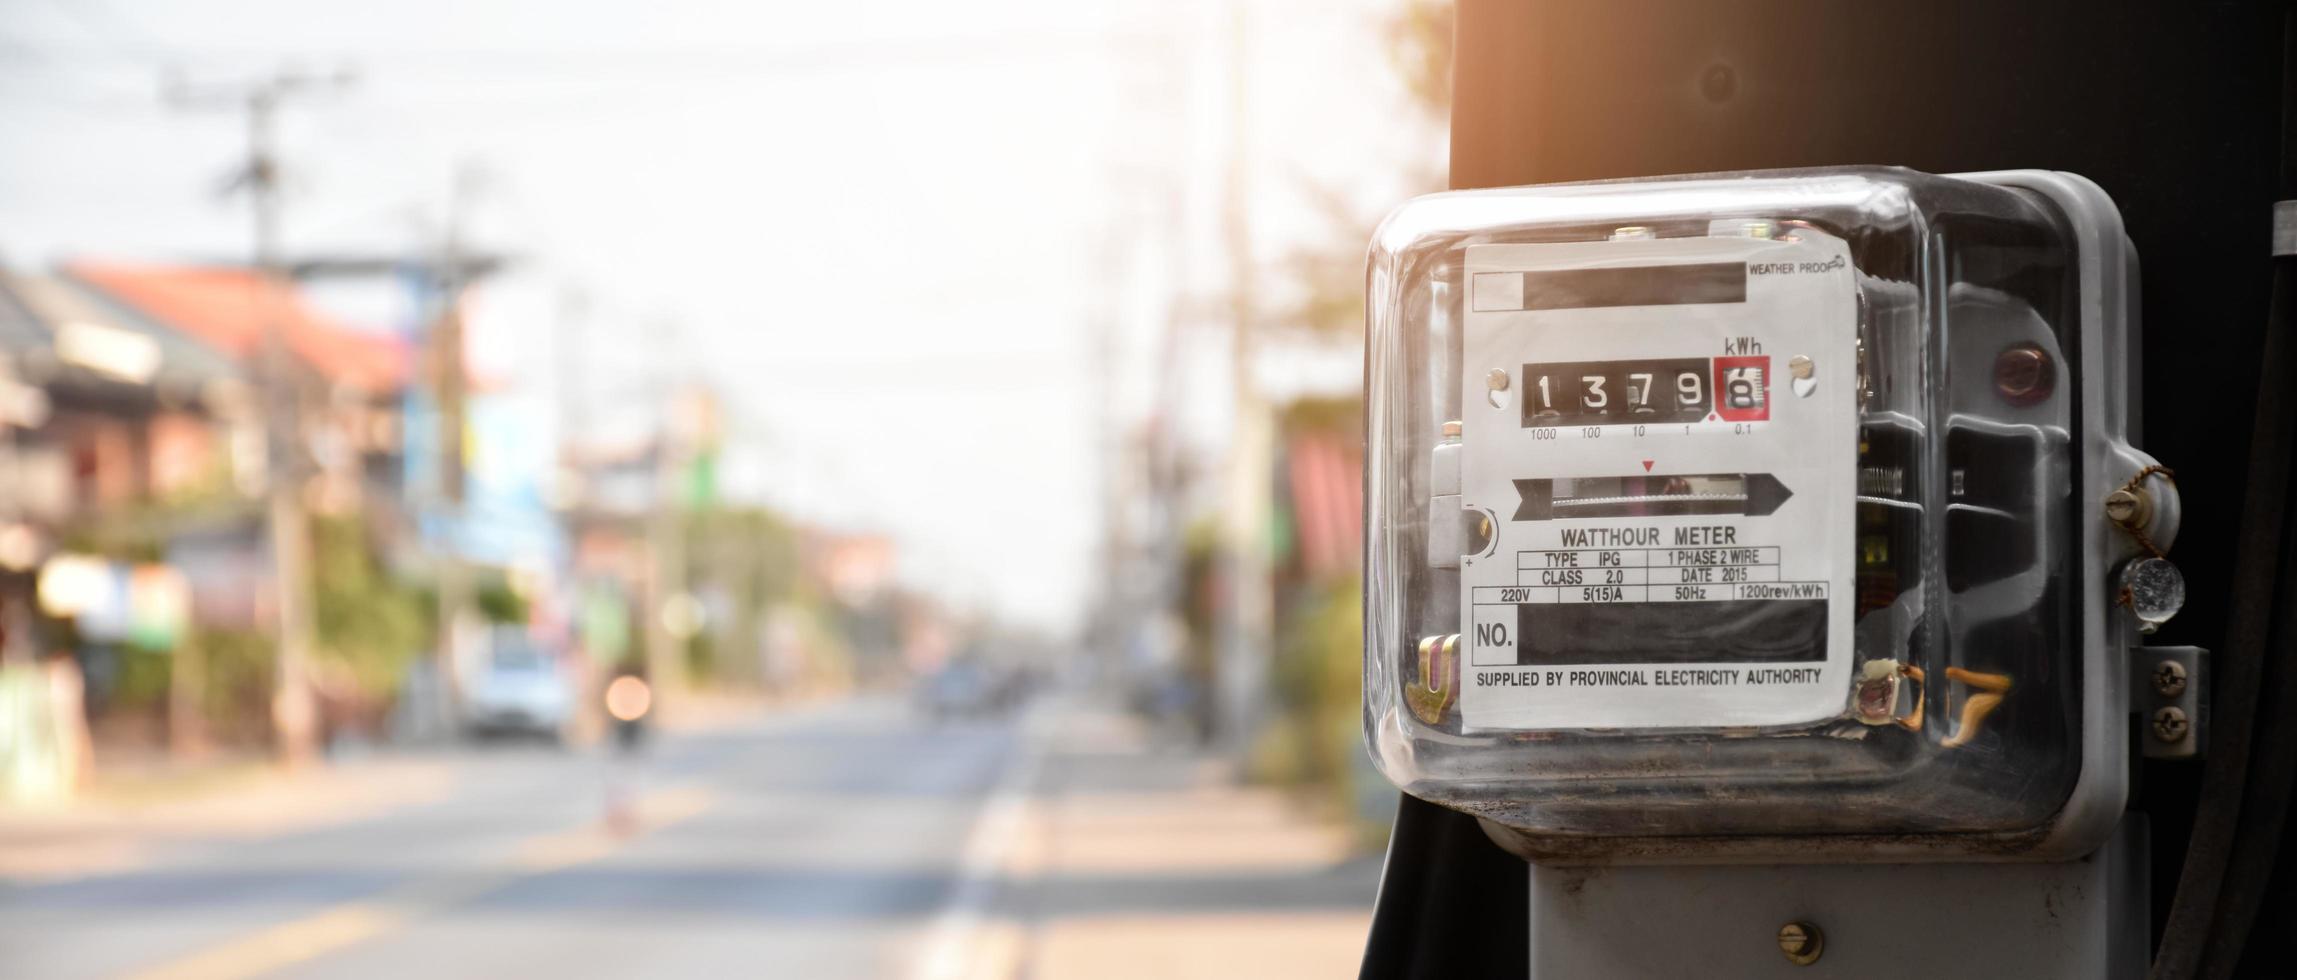 WEATHER PROOF
kWh
1 3 7 9 8
1000 100 10 1 0.1
WATTHOUR METER
TYPE IPG 1 PHASE 2 WIRE
CLASS 2.0 DATE 2015
220V 5(15)A 50Hz 1200rev/kWh
- 
+
NO.
SUPPLIED BY PROVINCIAL ELECTRICITY AUTHORITY